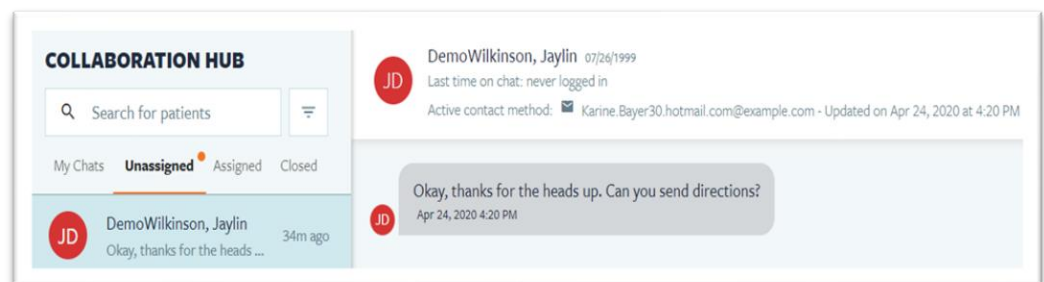 COLLABORATION HUB
Search for patients
My Chats Unassigned Assigned Closed
JD
DemoWilkinson, Jaylin
Okay, thanks for the heads ...
34m ago
JD
DemoWilkinson, Jaylin 07/26/1999
Last time on chat: never logged in
Active contact method: Karine.Bayer30.hotmail.com@example.com - Updated on Apr 24, 2020 at 4:20 PM
Okay, thanks for the heads up. Can you send directions?
Apr 24, 2020 4:20 PM
JD